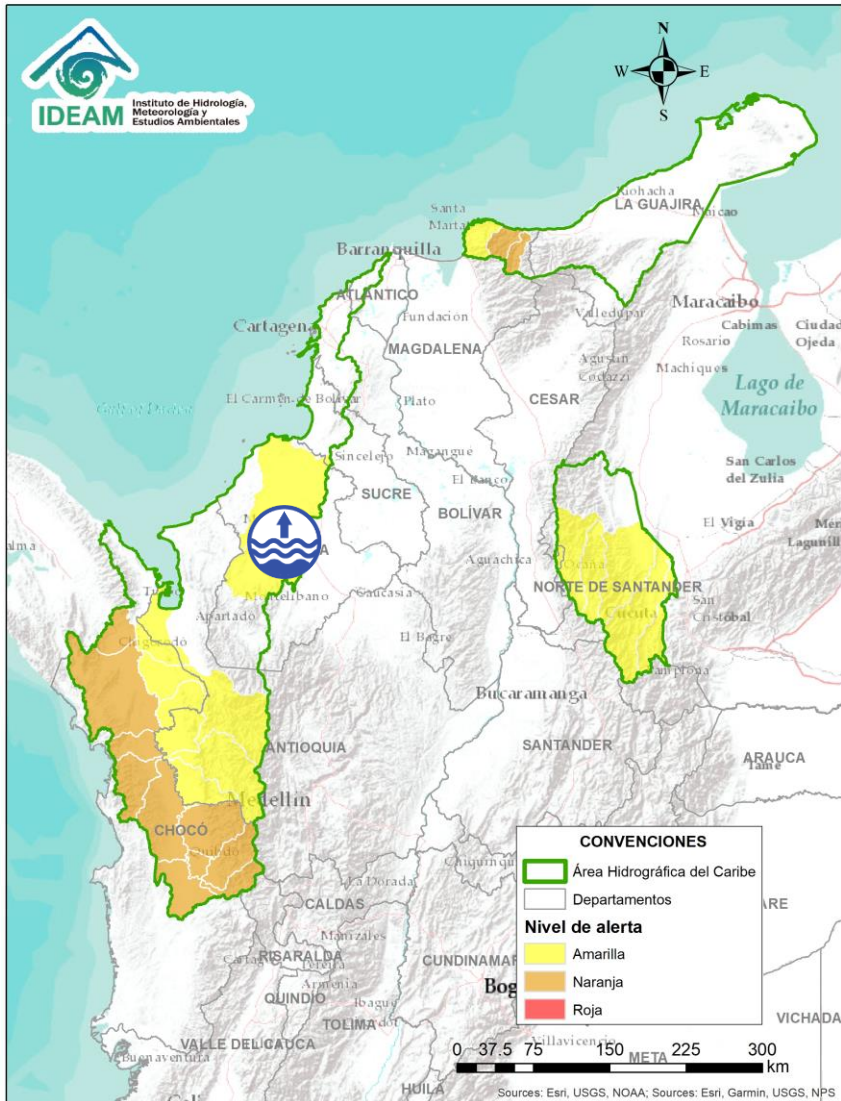 IDEAM
Instituto de Hidrología,
Meteorología y
Estudios Ambientales
N
W
E
S
Riohacha
LA GUAJIRA
Maicao
Santa
Marta
Barranquilla
ATLÁNTICO
Cartagena
Fundación
Valledupar
Maracaibo
Cabimas
Ciudad
Ojeda
Rosario
MAGDALENA
Machiques
Agustín
Codazzi
Lago de
Maracaibo
CESAR
El Carmen de Bolívar
Plato
Sincelejo
Magangué
San Carlos
del Zulia
SUCRE
El Banco
BOLÍVAR
El Vigía
Aguachica
Ocaña
NORTE DE SANTANDER
Cúcuta
San
Cristóbal
Montelíbano
Caucasia
Apartadó
El Bagre
Chigorodó
Bucaramanga
SANTANDER
ARAUCA
Tame
ANTIOQUIA
Medellín
CHOCÓ
Quibdó
La Dorada
CALDAS
Manizales
RISARALDA
Pereira
Armenia
QUINDÍO
Ibagué
TOLIMA
VALLE DEL CAUCA
Buenaventura
HUILA
Villavicencio
META
VICHADA
CONVENCIONES
Área Hidrográfica del Caribe
Departamentos
Nivel de alerta
Amarilla
Naranja
Roja
0 37.5 75 150 225 300
km
Sources: Esri, USGS, NOAA; Sources: Esri, Garmin, USGS, NPS